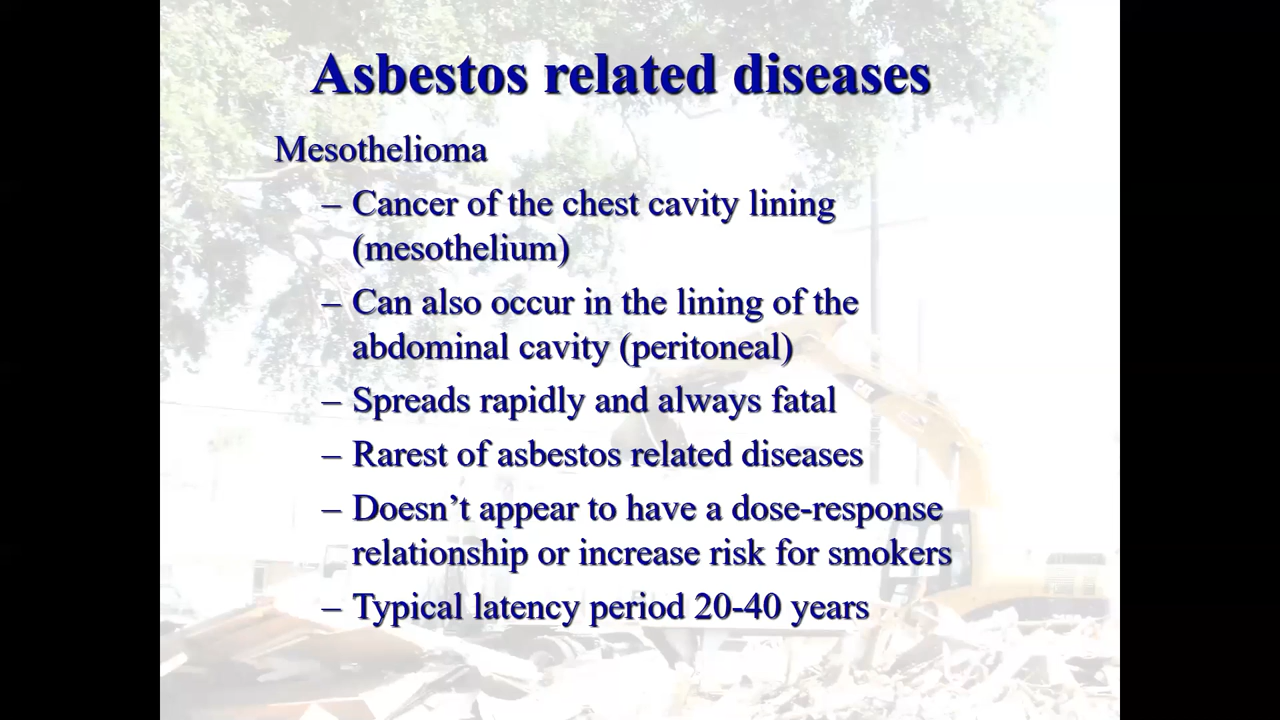 Asbestos related diseases
Mesothelioma
– Cancer of the chest cavity lining
(mesothelium)
– Can also occur in the lining of the
abdominal cavity (peritoneal)
– Spreads rapidly and always fatal
– Rarest of asbestos related diseases
– Doesn’t appear to have a dose-response
relationship or increase risk for smokers
– Typical latency period 20-40 years